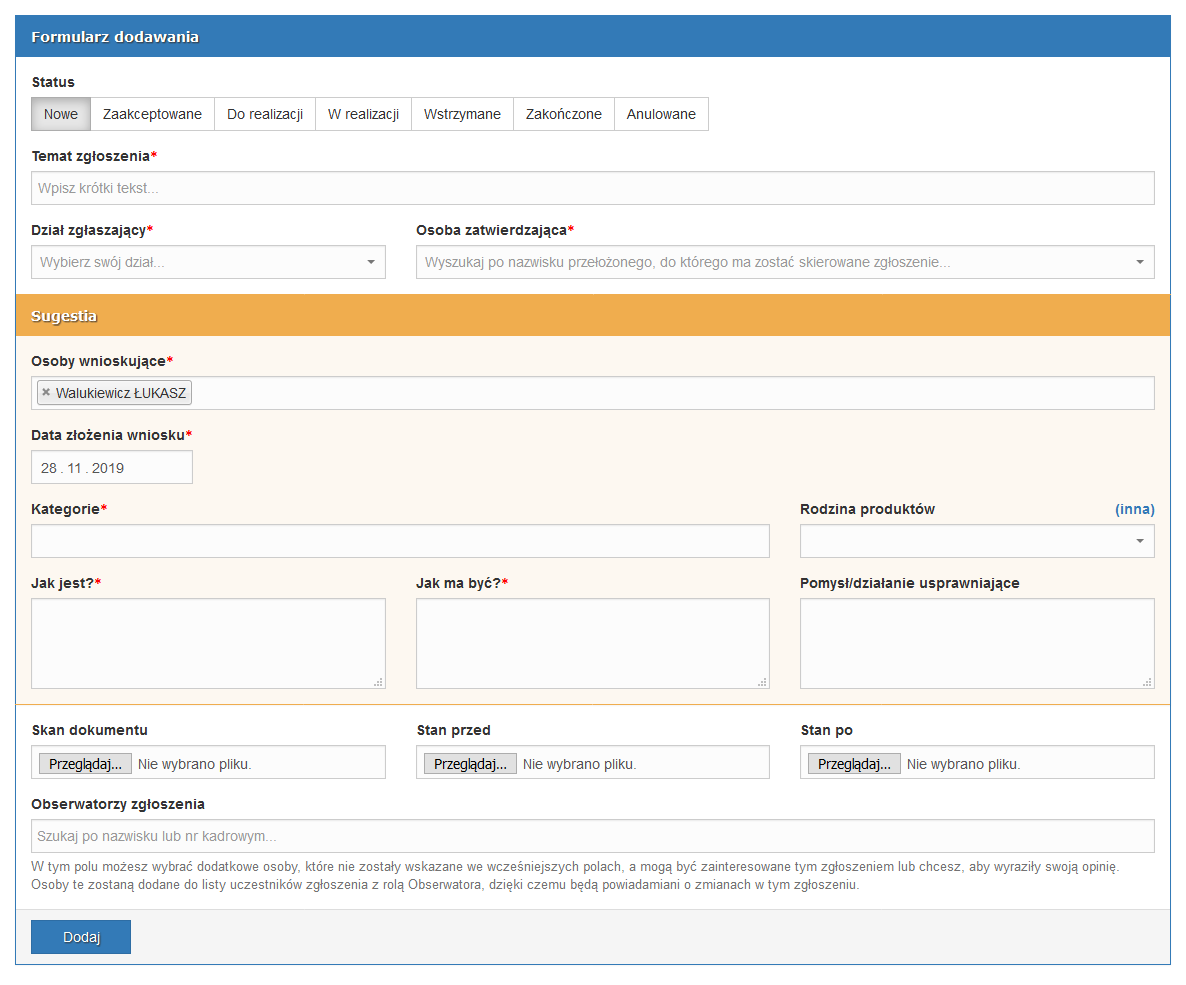 Formularz dodawania
Status
Nowe Zaakceptowane Do realizacji W realizacji Wstrzymane Zakończone Anulowane
Temat zgłoszenia*
Wpisz krótki tekst...
Dział zgłaszający* Osoba zatwierdzająca*
Wybierz swój dział... Wyszukaj po nazwisku przełożonego, do którego ma zostać skierowane zgłoszenie...
Sugestia
Osoby wnioskujące*
× Walukiewicz ŁUKASZ
Data złożenia wniosku*
28 . 11 . 2019
Kategorie* Rodzina produktów (inna)
Jak jest?* Jak ma być?* Pomysł/działanie usprawniające
Skan dokumentu Stan przed Stan po
Przeglądaj... Nie wybrano pliku. Przeglądaj... Nie wybrano pliku. Przeglądaj... Nie wybrano pliku.
Obserwatorzy zgłoszenia
Szukaj po nazwisku lub nr kadrowym...
W tym polu możesz wybrać dodatkowe osoby, które nie zostały wskazane we wcześniejszych polach, a mogą być zainteresowane tym zgłoszeniem lub chcesz, aby wyraziły swoją opinię.
Osoby te zostaną dodane do listy uczestników zgłoszenia z rolą Obserwatora, dzięki czemu będą powiadamiani o zmianach w tym zgłoszeniu.
Dodaj